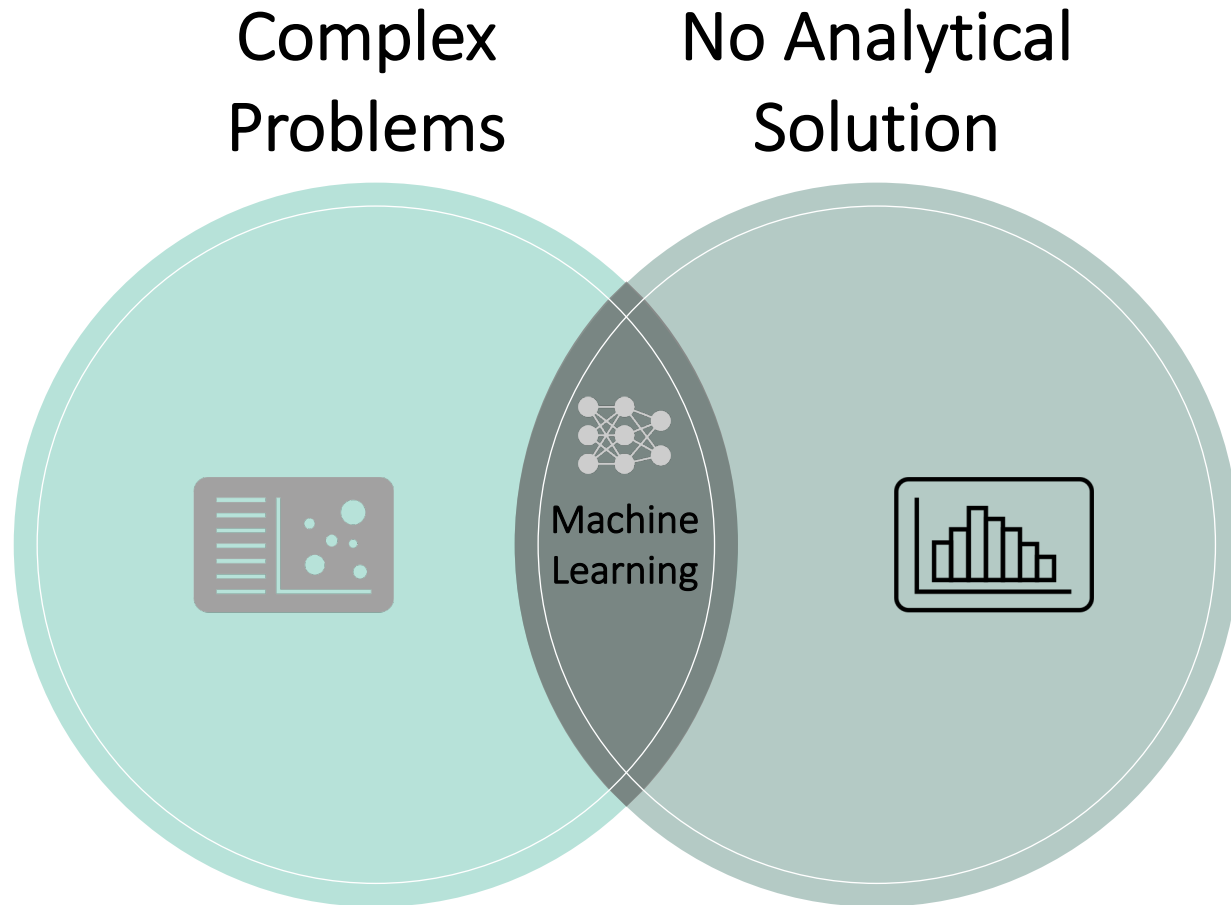 Complex
Problems
No Analytical
Solution
Machine
Learning